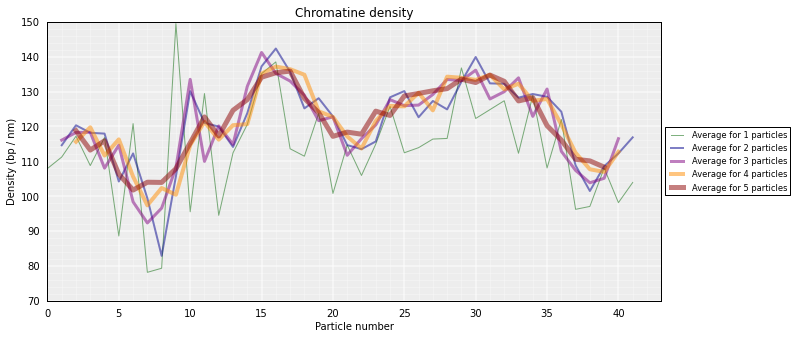 Chromatine density
Density (bp / nm)
150
140
130
120
110
100
90
80
70
0 5 10 15 20 25 30 35 40
Particle number
Average for 1 particles
Average for 2 particles
Average for 3 particles
Average for 4 particles
Average for 5 particles